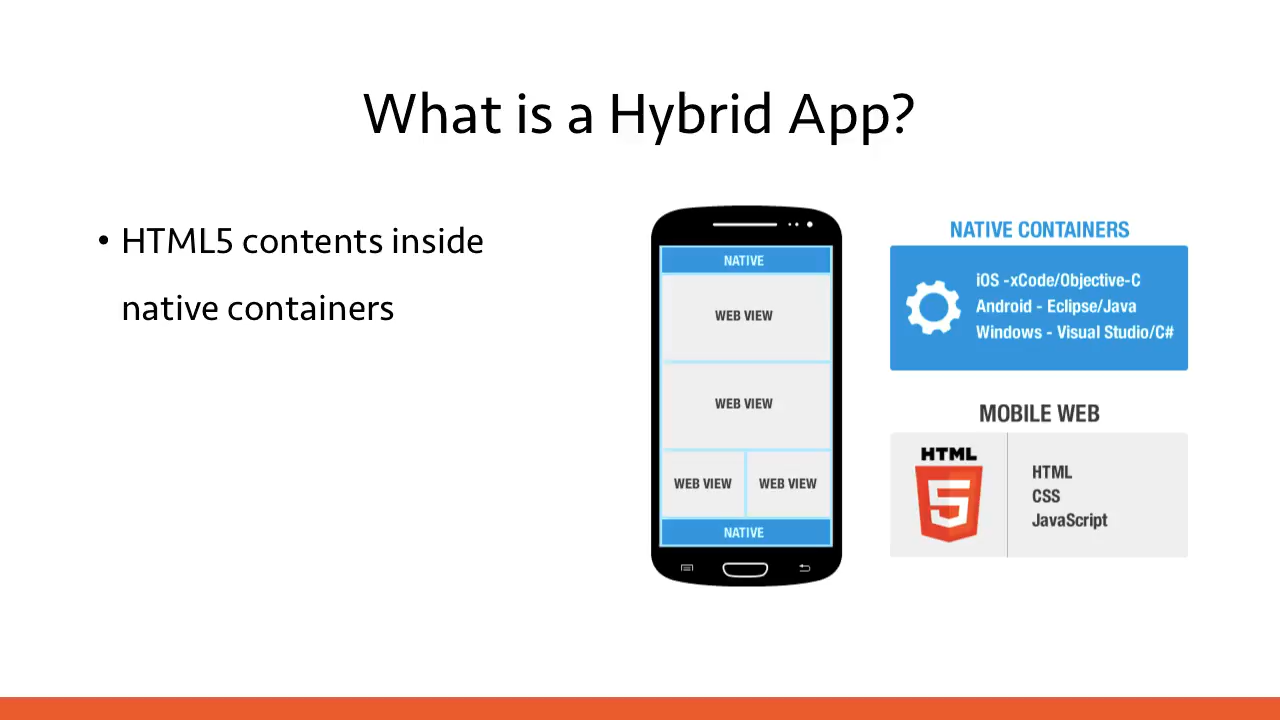 What is a Hybrid App?
• HTML5 contents inside
native containers
NATIVE
WEB VIEW
WEB VIEW
WEB VIEW WEB VIEW
NATIVE
NATIVE CONTAINERS
iOS -xCode/Objective-C
Android - Eclipse/Java
Windows - Visual Studio/C#
MOBILE WEB
HTML
5
HTML
CSS
JavaScript